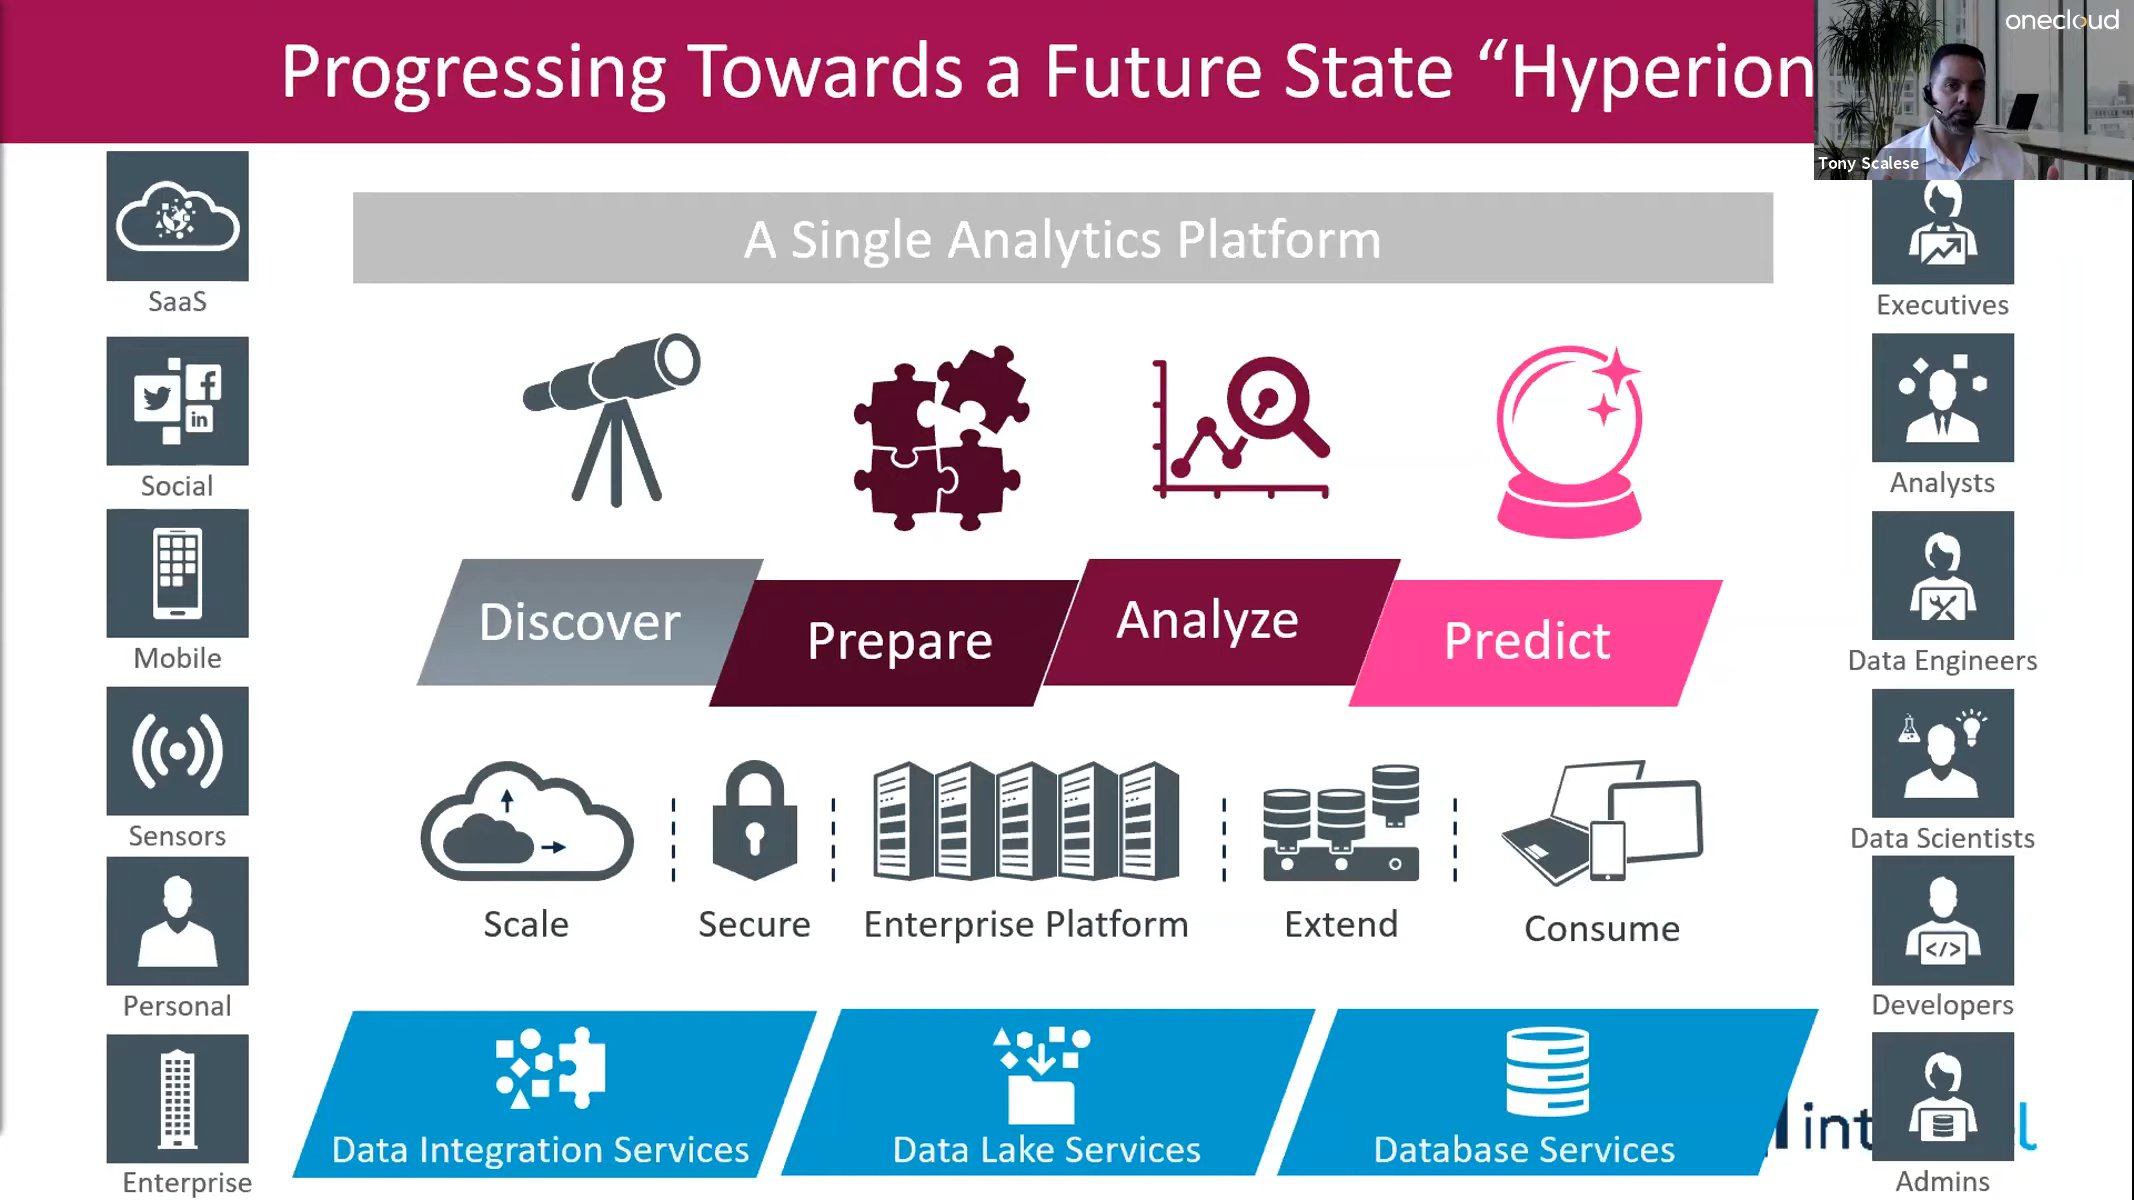 Progressing Towards a Future State “Hyperion
onecloud
Tony Scalese
A Single Analytics Platform
SaaS
Social
in
Mobile
Sensors
Personal
Enterprise
Discover
Prepare
Analyze
Predict
Scale
Secure
Enterprise Platform
Extend
Consume
Data Integration Services
Data Lake Services
Database Services
Executives
Analysts
Data Engineers
Data Scientists
</>
Developers
Admins